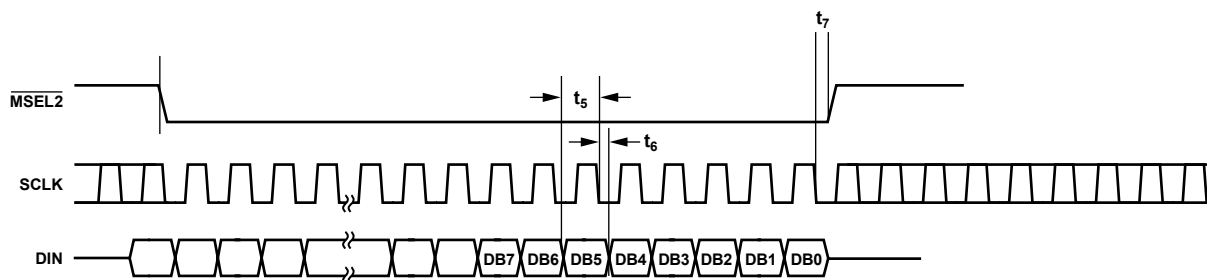 t7
MSEL2
t5
t6
SCLK
DIN
DB7 DB6 DB5 DB4 DB3 DB2 DB1 DB0